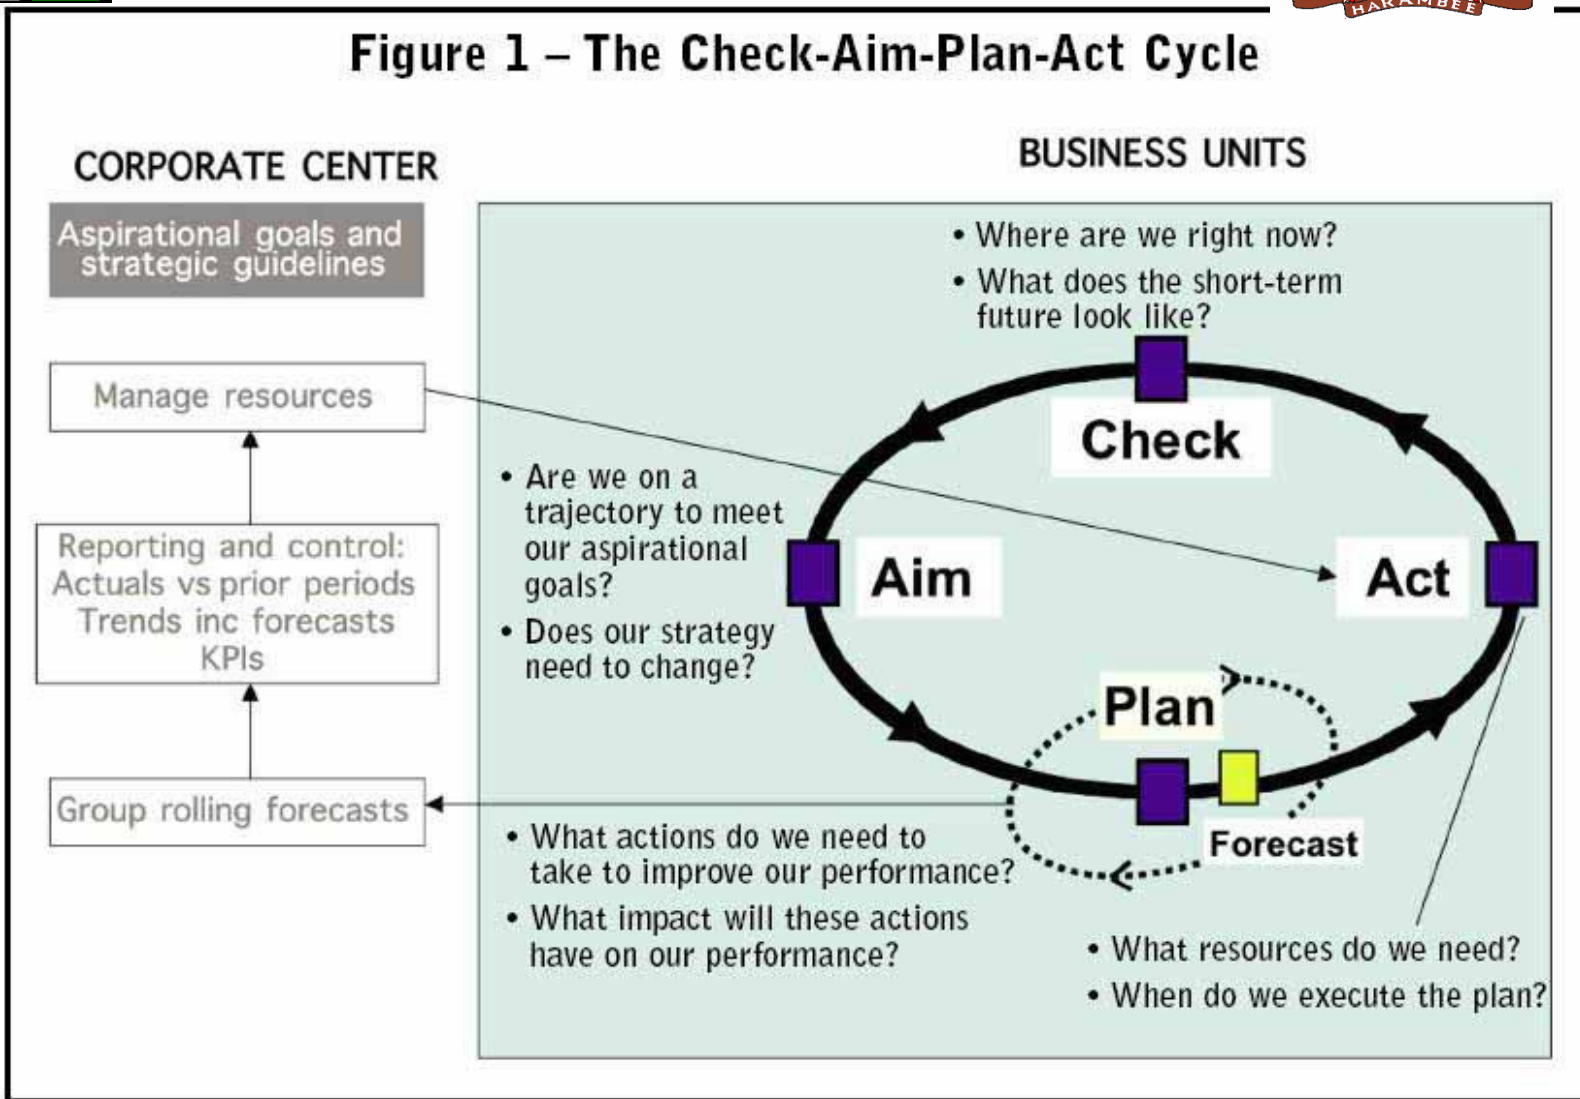 HARAMBEE
Figure 1 – The Check-Aim-Plan-Act Cycle
CORPORATE CENTER
Aspirational goals and
strategic guidelines
Manage resources
Reporting and control:
Actuals vs prior periods
Trends inc forecasts
KPIs
Group rolling forecasts
BUSINESS UNITS
• Where are we right now?
• What does the short-term
future look like?
Check
• Are we on a
trajectory to meet
our aspirational
goals?
• Does our strategy
need to change?
Aim
Act
Plan
Forecast
• What actions do we need to
take to improve our performance?
• What impact will these actions
have on our performance?
• What resources do we need?
• When do we execute the plan?